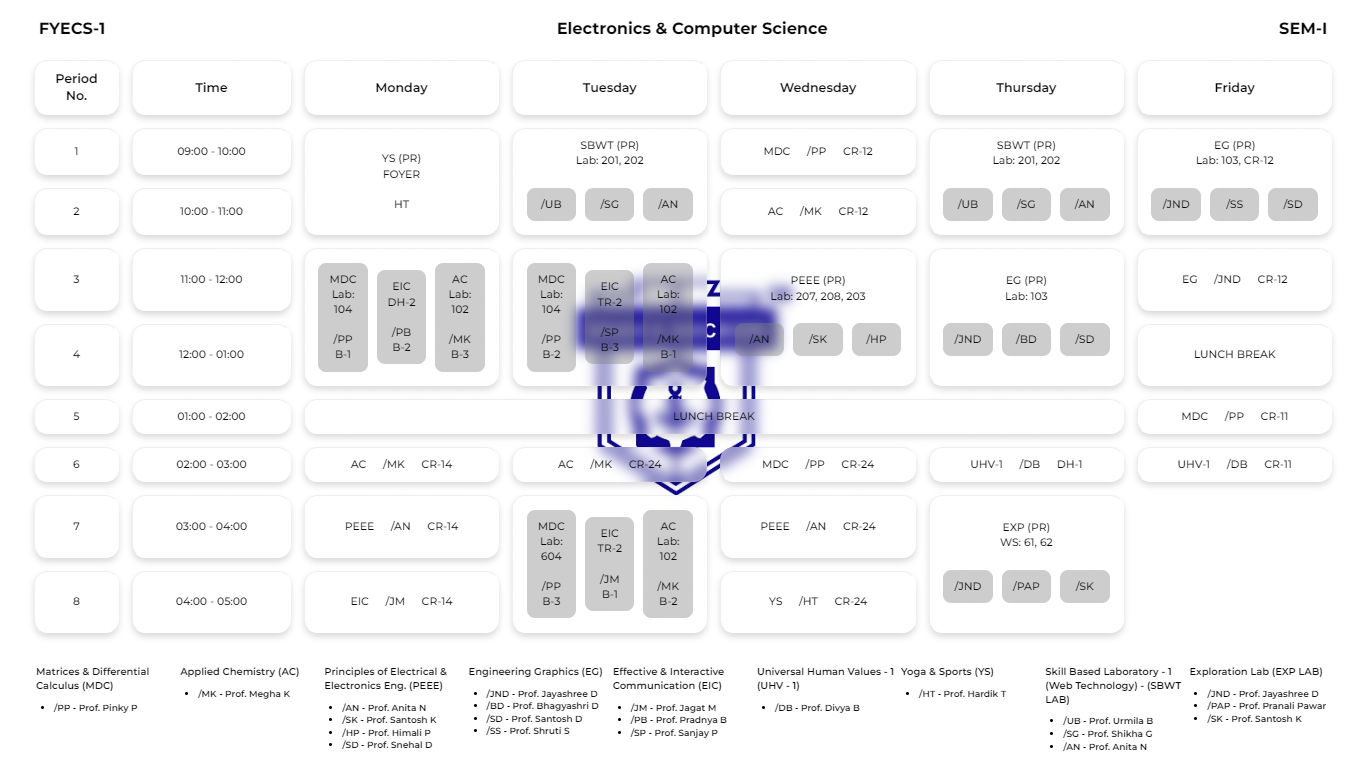 FYECS-1 Electronics & Computer Science SEM-I
Period
No.
Time Monday Tuesday Wednesday Thursday Friday
1 09:00 - 10:00
YS (PR)
FOYER
HT
SBWT (PR)
Lab: 201, 202
/UB /SG /AN
MDC /PP CR-12
SBWT (PR)
Lab: 201, 202
/UB /SG /AN
EG (PR)
Lab: 103, CR-12
/JND /SS /SD
2 10:00 - 11:00
AC /MK CR-12
3 11:00 - 12:00
MDC
Lab:
104
/PP
B-1
EIC
DH-2
/PB
B-2
AC
Lab:
102
/MK
B-3
MDC
Lab:
104
/PP
B-2
EIC
TR-2
/SP
B-3
AC
Lab:
102
/MK
B-1
PEEE (PR)
Lab: 207, 208, 203
/AN /SK /HP
EG (PR)
Lab: 103
/JND /BD /SD
EG /JND CR-12
4 12:00 - 01:00
LUNCH BREAK
5 01:00 - 02:00 LUNCH BREAK MDC /PP CR-11
6 02:00 - 03:00 AC /MK CR-14 AC /MK CR-24 MDC /PP CR-24 UHV-1 /DB DH-1 UHV-1 /DB CR-11
7 03:00 - 04:00 PEEE /AN CR-14
MDC
Lab:
604
/PP
B-3
EIC
TR-2
/JM
B-1
AC
Lab:
102
/MK
B-2
PEEE /AN CR-24
EXP (PR)
WS: 61, 62
/JND /PAP /SK
8 04:00 - 05:00 EIC /JM CR-14
YS /HT CR-24
Matrices & Differential
Calculus (MDC)
• /PP - Prof. Pinky P
Applied Chemistry (AC)
• /MK - Prof. Megha K
Principles of Electrical &
Electronics Eng. (PEEE)
• /AN - Prof. Anita N
• /SK - Prof. Santosh K
• /HP - Prof. Himali P
• /SD - Prof. Snehal D
Engineering Graphics (EG)
• /JND - Prof. Jayashree D
• /BD - Prof. Bhagyashri D
• /SD - Prof. Santosh D
• /SS - Prof. Shruti S
Effective & Interactive
Communication (EIC)
• /JM - Prof. Jagat M
• /PB - Prof. Pradnya B
• /SP - Prof. Sanjay P
Universal Human Values - 1
(UHV - 1)
• /DB - Prof. Divya B
Yoga & Sports (YS)
• /HT - Prof. Hardik T
Skill Based Laboratory - 1
(Web Technology) - (SBWT
LAB)
• /UB - Prof. Urmila B
• /SG - Prof. Shikha G
• /AN - Prof. Anita N
Exploration Lab (EXP LAB)
• /JND - Prof. Jayashree D
• /PAP - Prof. Pranali Pawar
• /SK - Prof. Santosh K